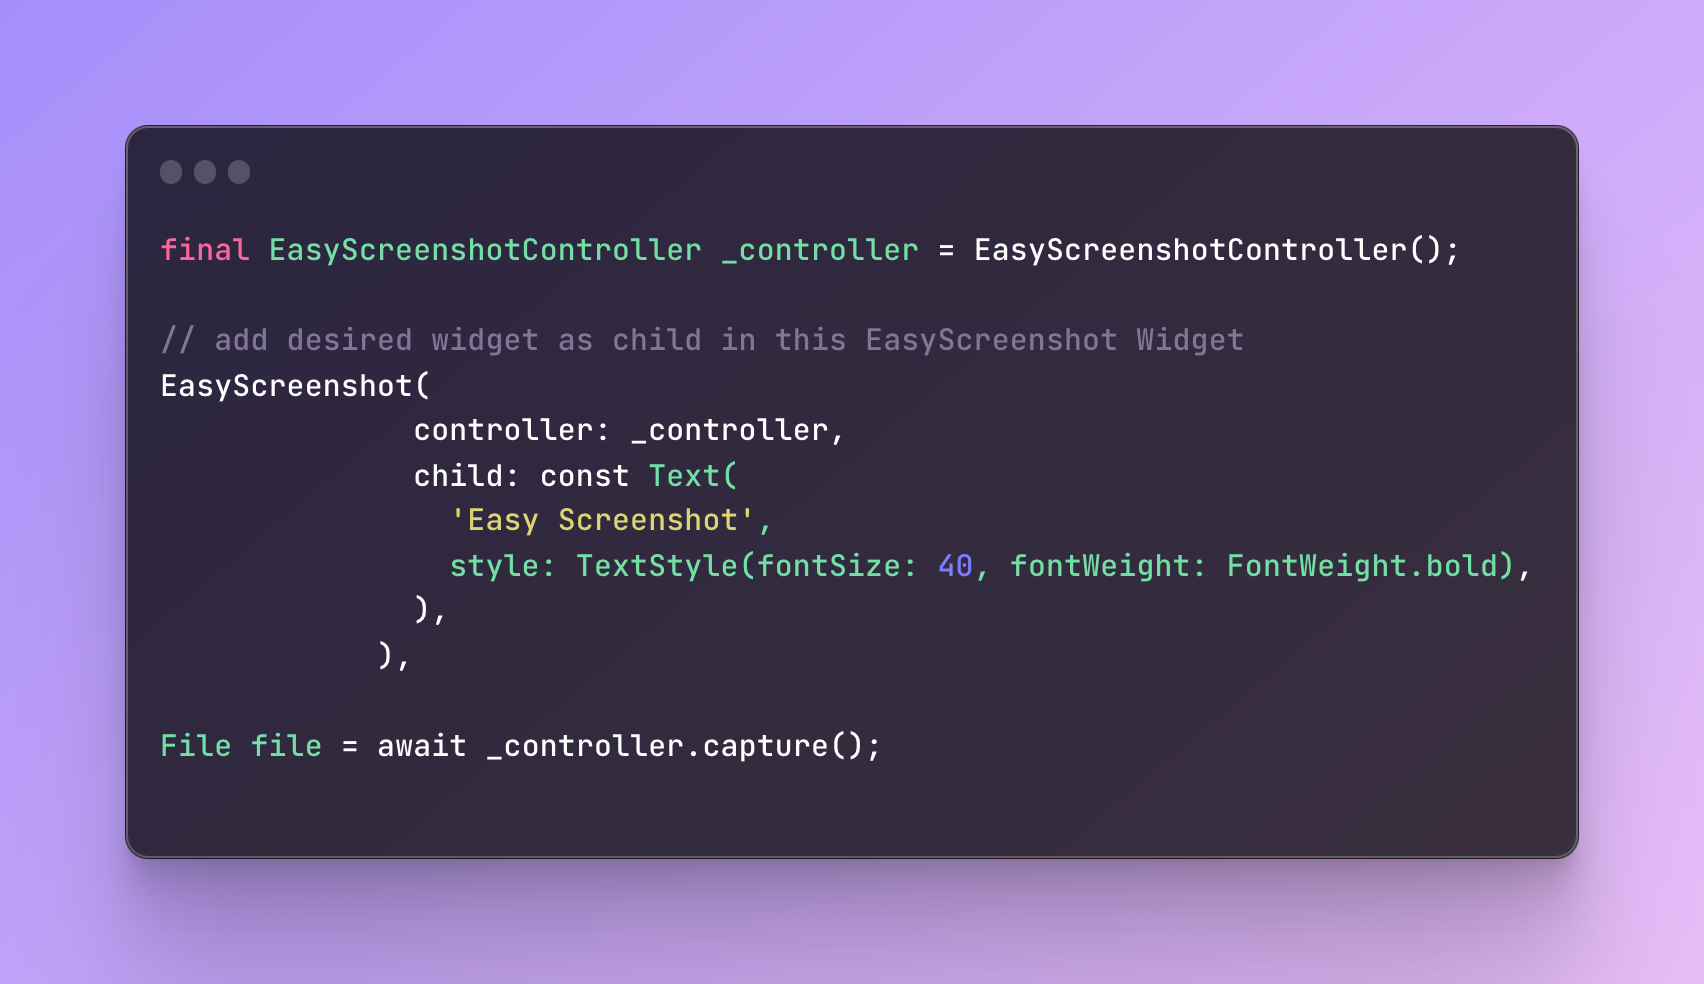 final EasyScreenshotController _controller = EasyScreenshotController();
// add desired widget as child in this EasyScreenshot Widget
EasyScreenshot(
controller: _controller,
child: const Text(
'Easy Screenshot',
style: TextStyle(fontSize: 40, fontWeight: FontWeight.bold),
),
),
File file = await _controller.capture();